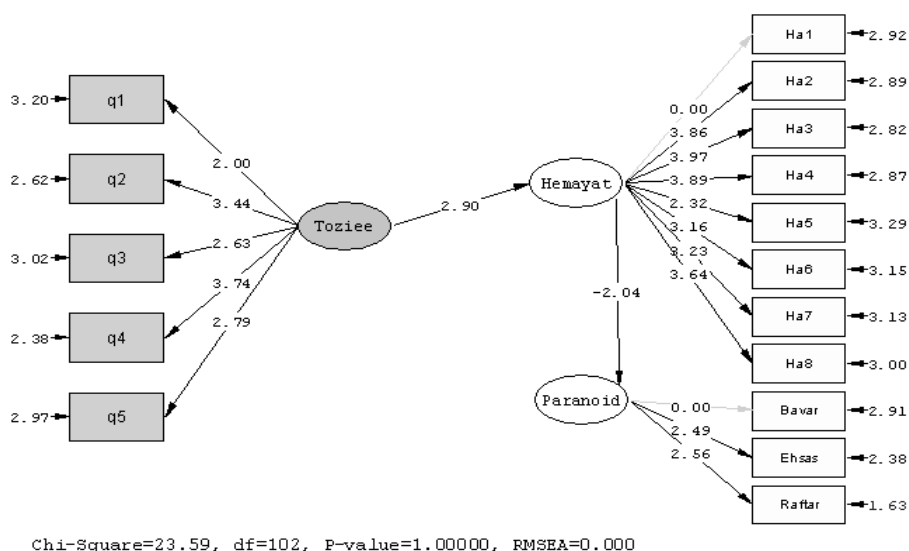 3.20
q1
2.62
q2
3.02
q3
2.38
q4
2.97
q5
2.00
3.44
2.63
3.74
2.79
Toziee
2.90
Hemayat
-2.04
Paranoid
0.00
3.86
3.97
3.89
2.32
3.16
3.23
3.64
0.00
2.49
2.56
Ha1
2.92
Ha2
2.89
Ha3
2.82
Ha4
2.87
Ha5
3.29
Ha6
3.15
Ha7
3.13
Ha8
3.00
Bavar
2.91
Ehsas
2.38
Raftar
1.63
Chi-Square=23.59, df=102, P-value=1.00000, RMSEA=0.000